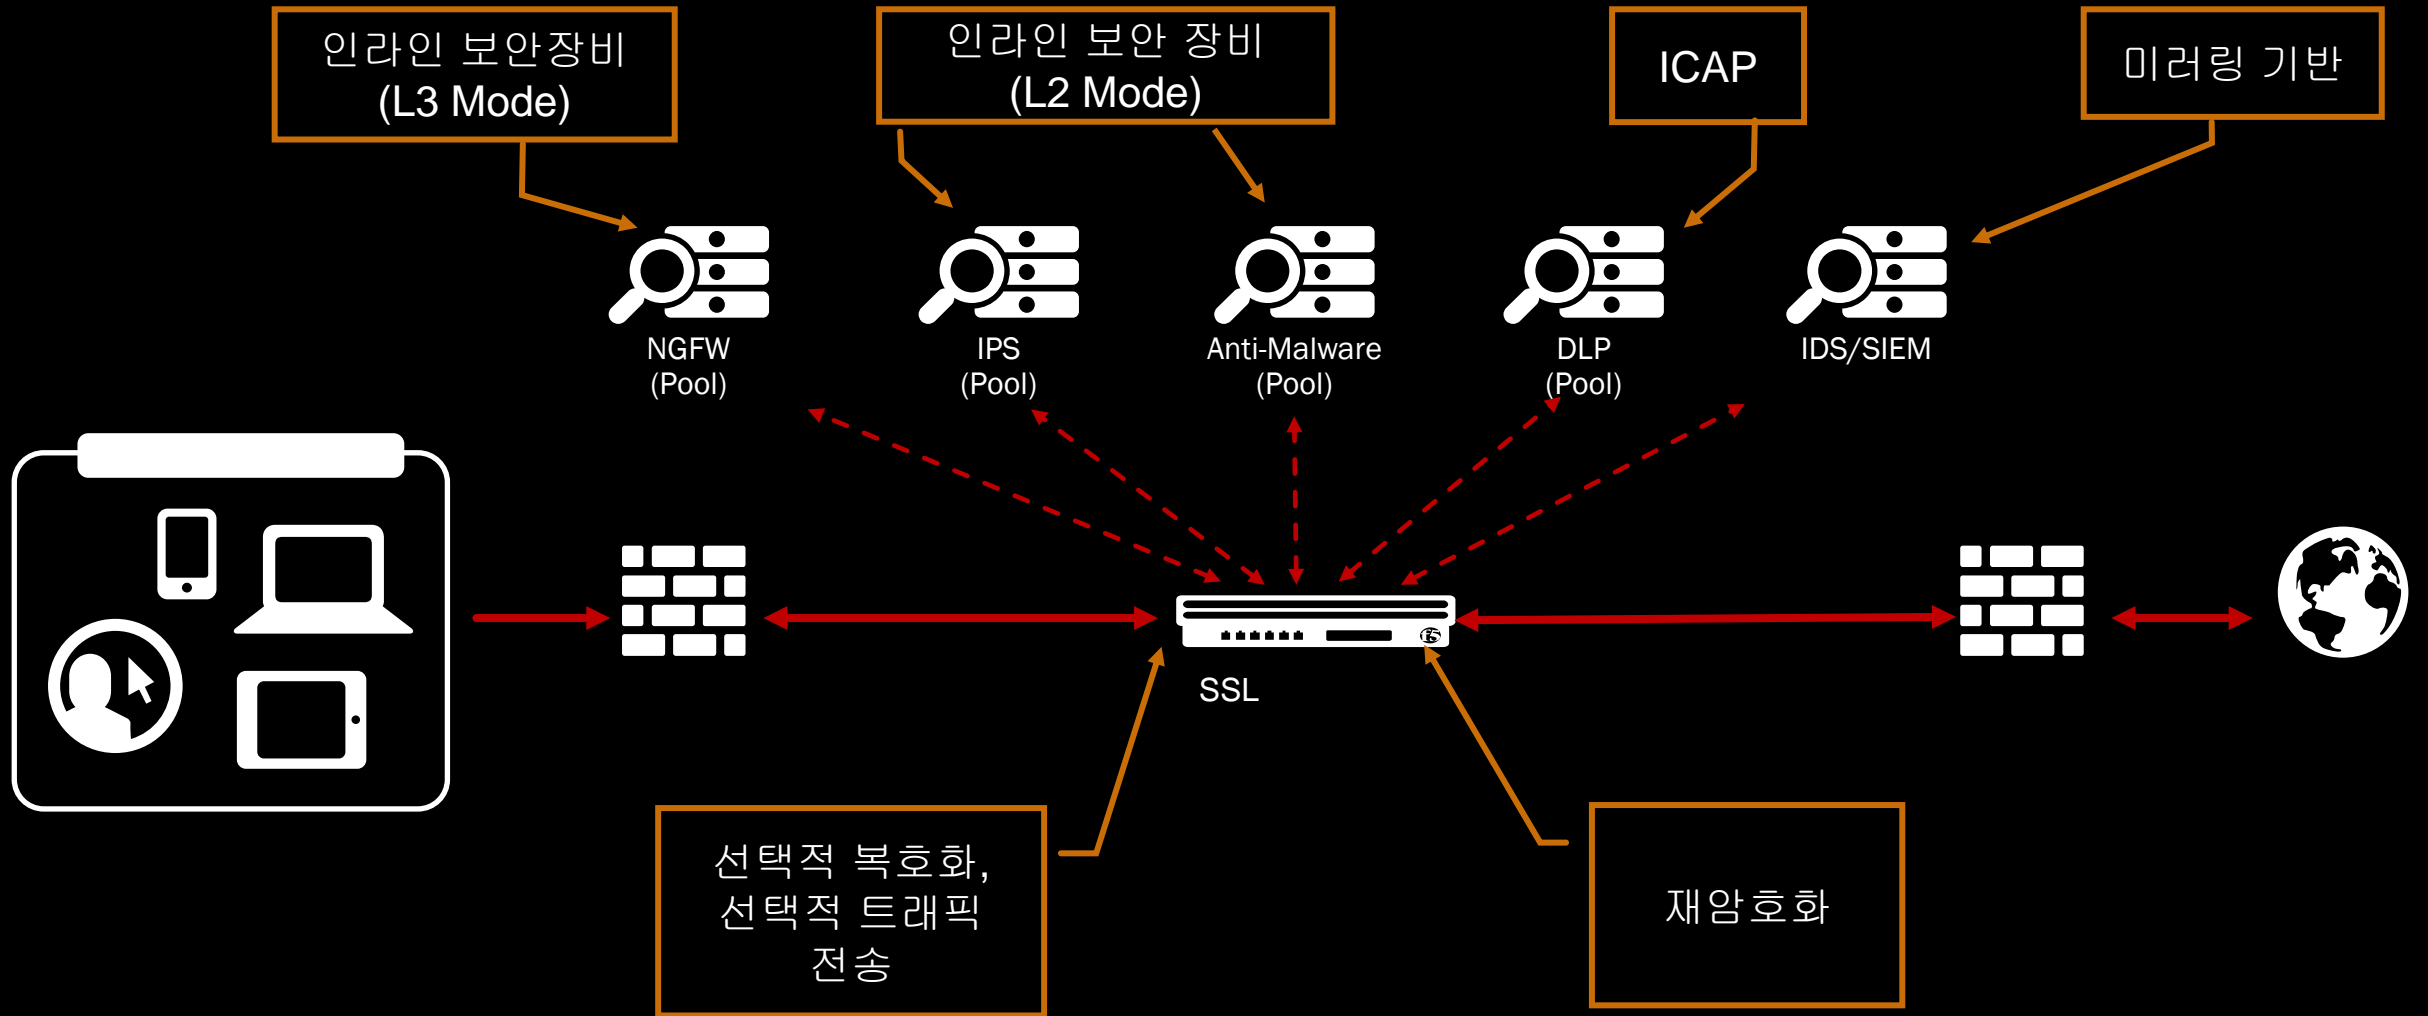 인라인 보안장비
(L3 Mode)
인라인 보안 장비
(L2 Mode)
ICAP
미러링 기반
NGFW
(Pool)
IPS
(Pool)
Anti-Malware
(Pool)
DLP
(Pool)
IDS/SIEM
f5
SSL
선택적 복호화,
선택적 트래픽
전송
재암호화